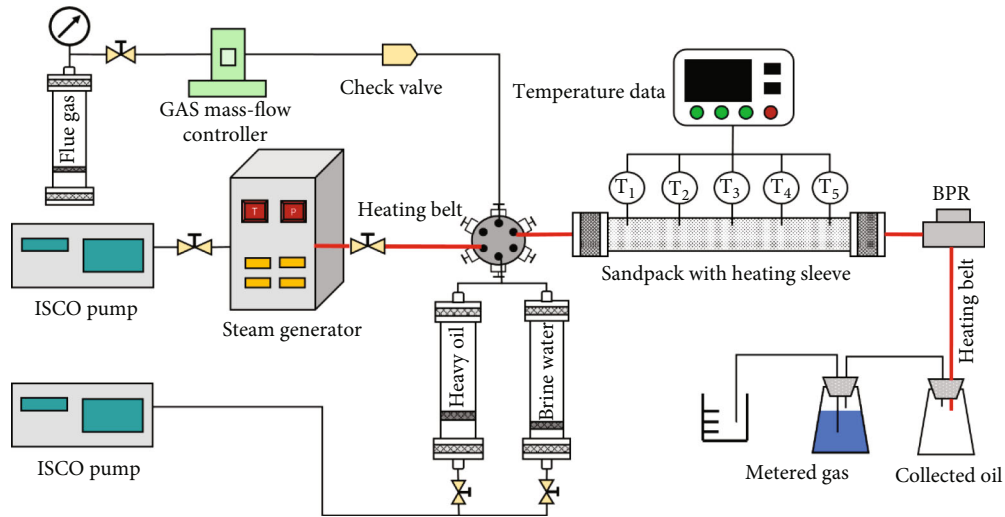 Flue gas
GAS mass-flow
controller
Check valve
Temperature data
T1
T2
T3
T4
T5
BPR
Sandpack with heating sleeve
Heating belt
T
P
ISCO pump
Steam generator
Heavy oil
Brine water
Heating belt
ISCO pump
Metered gas
Collected oil